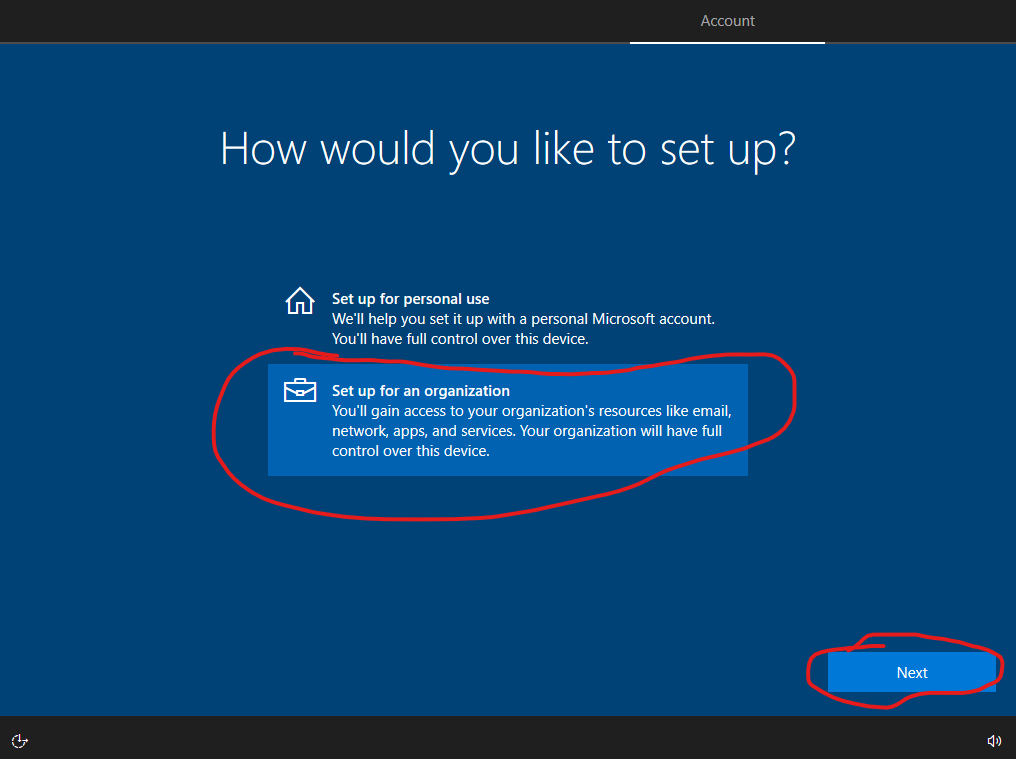 Account
How would you like to set up?
Set up for personal use
We'll help you set it up with a personal Microsoft account.
You'll have full control over this device.
Set up for an organization
You'll gain access to your organization's resources like email,
network, apps, and services. Your organization will have full
control over this device.
Next